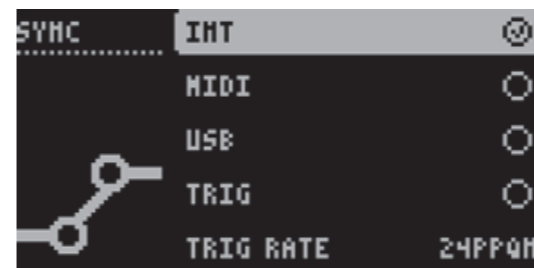 SYNC
INT
MIDI
USB
TRIG
TRIG RATE 24PPQN